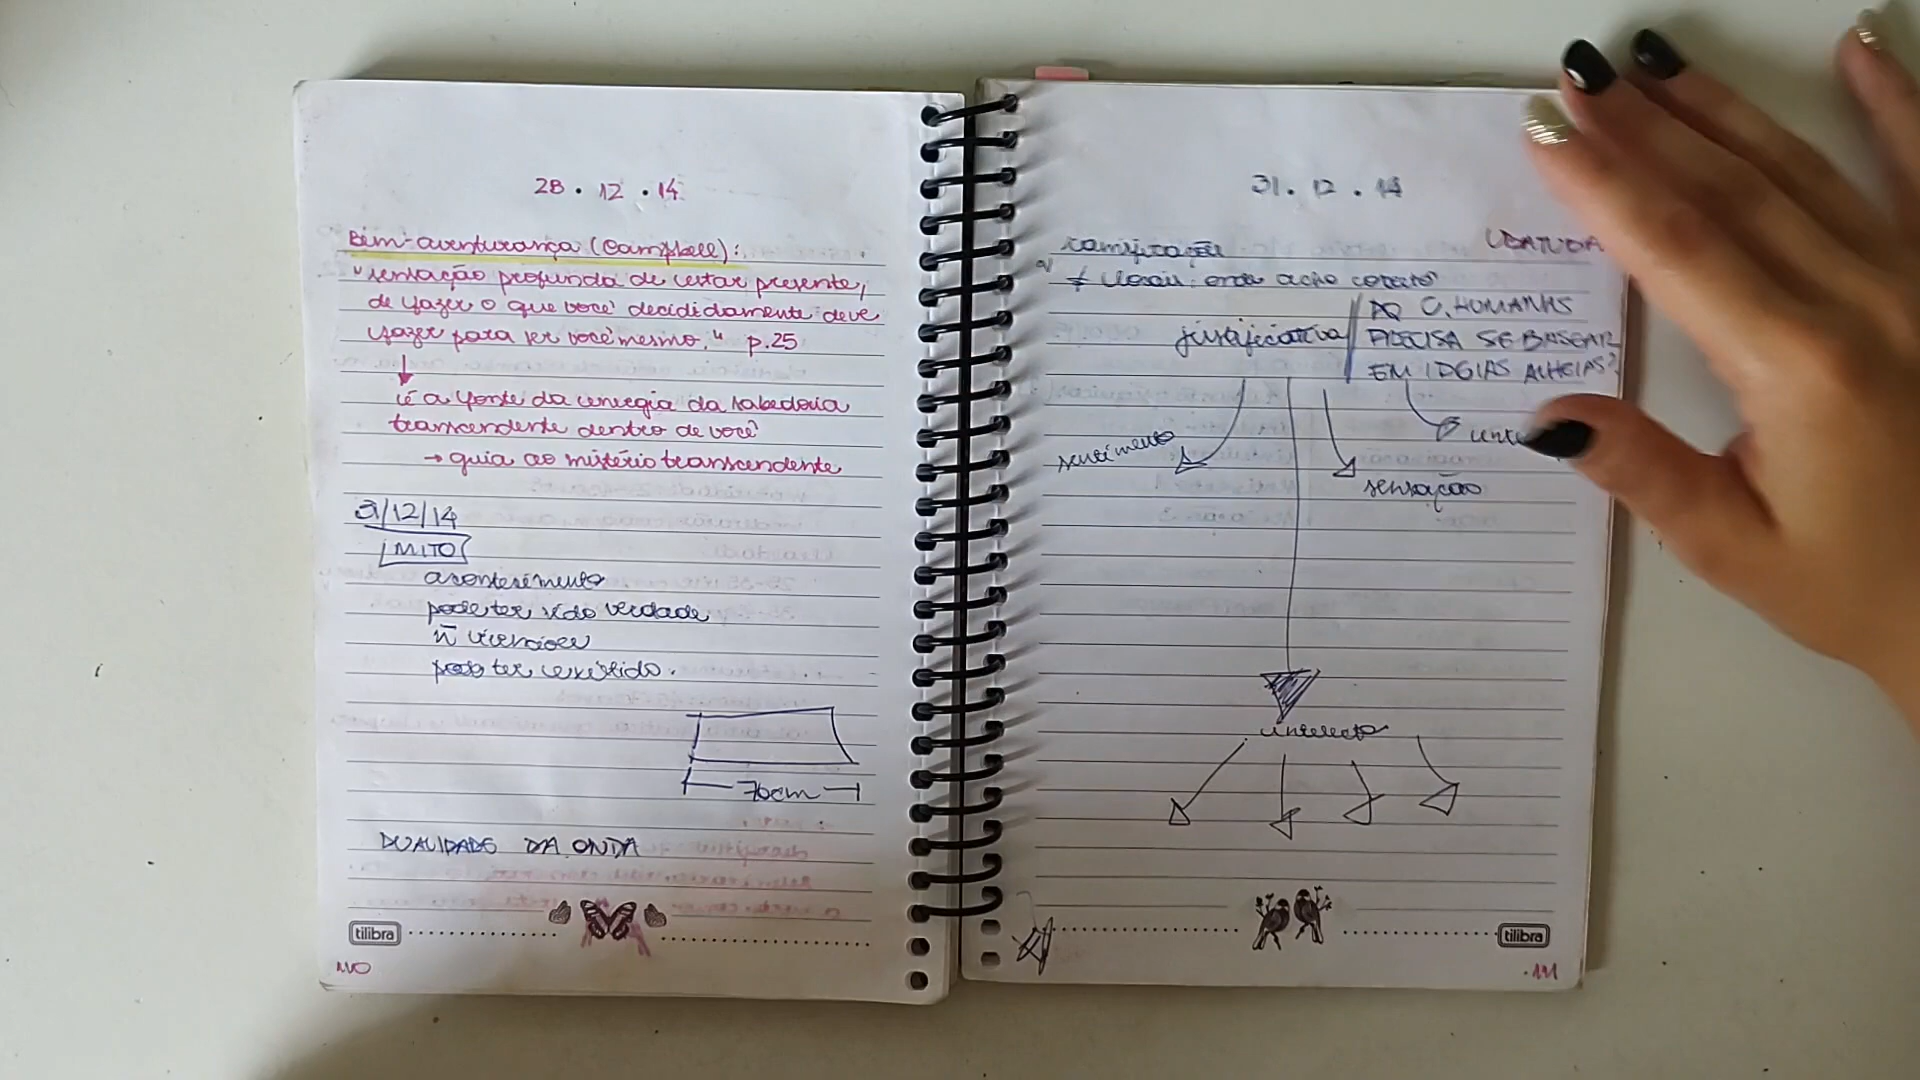 28 . 12 . 14
Bem-aventurança (Campbell):
"sensação profunda de estar presente,
de fazer o que você decididamente deve
fazer para ser você mesmo." p.25
é a fonte da energia da sabedoria
transcendente dentro de você
→ guia ao mistério transcendente
31/12/14
MITO
acontecimento
pode ter sido verdade
ñ
pode ter existido.
70cm
DUALIDADE DA ONDA
tilibra
110
31 . 12 . 14
ramificações
≠ onda
justificativa
PQ C. HUMANAS
PRECISA SE BASEAR
EM IDEIAS ALHEIAS?
sentimento
sensação
intelecto
tilibra
111